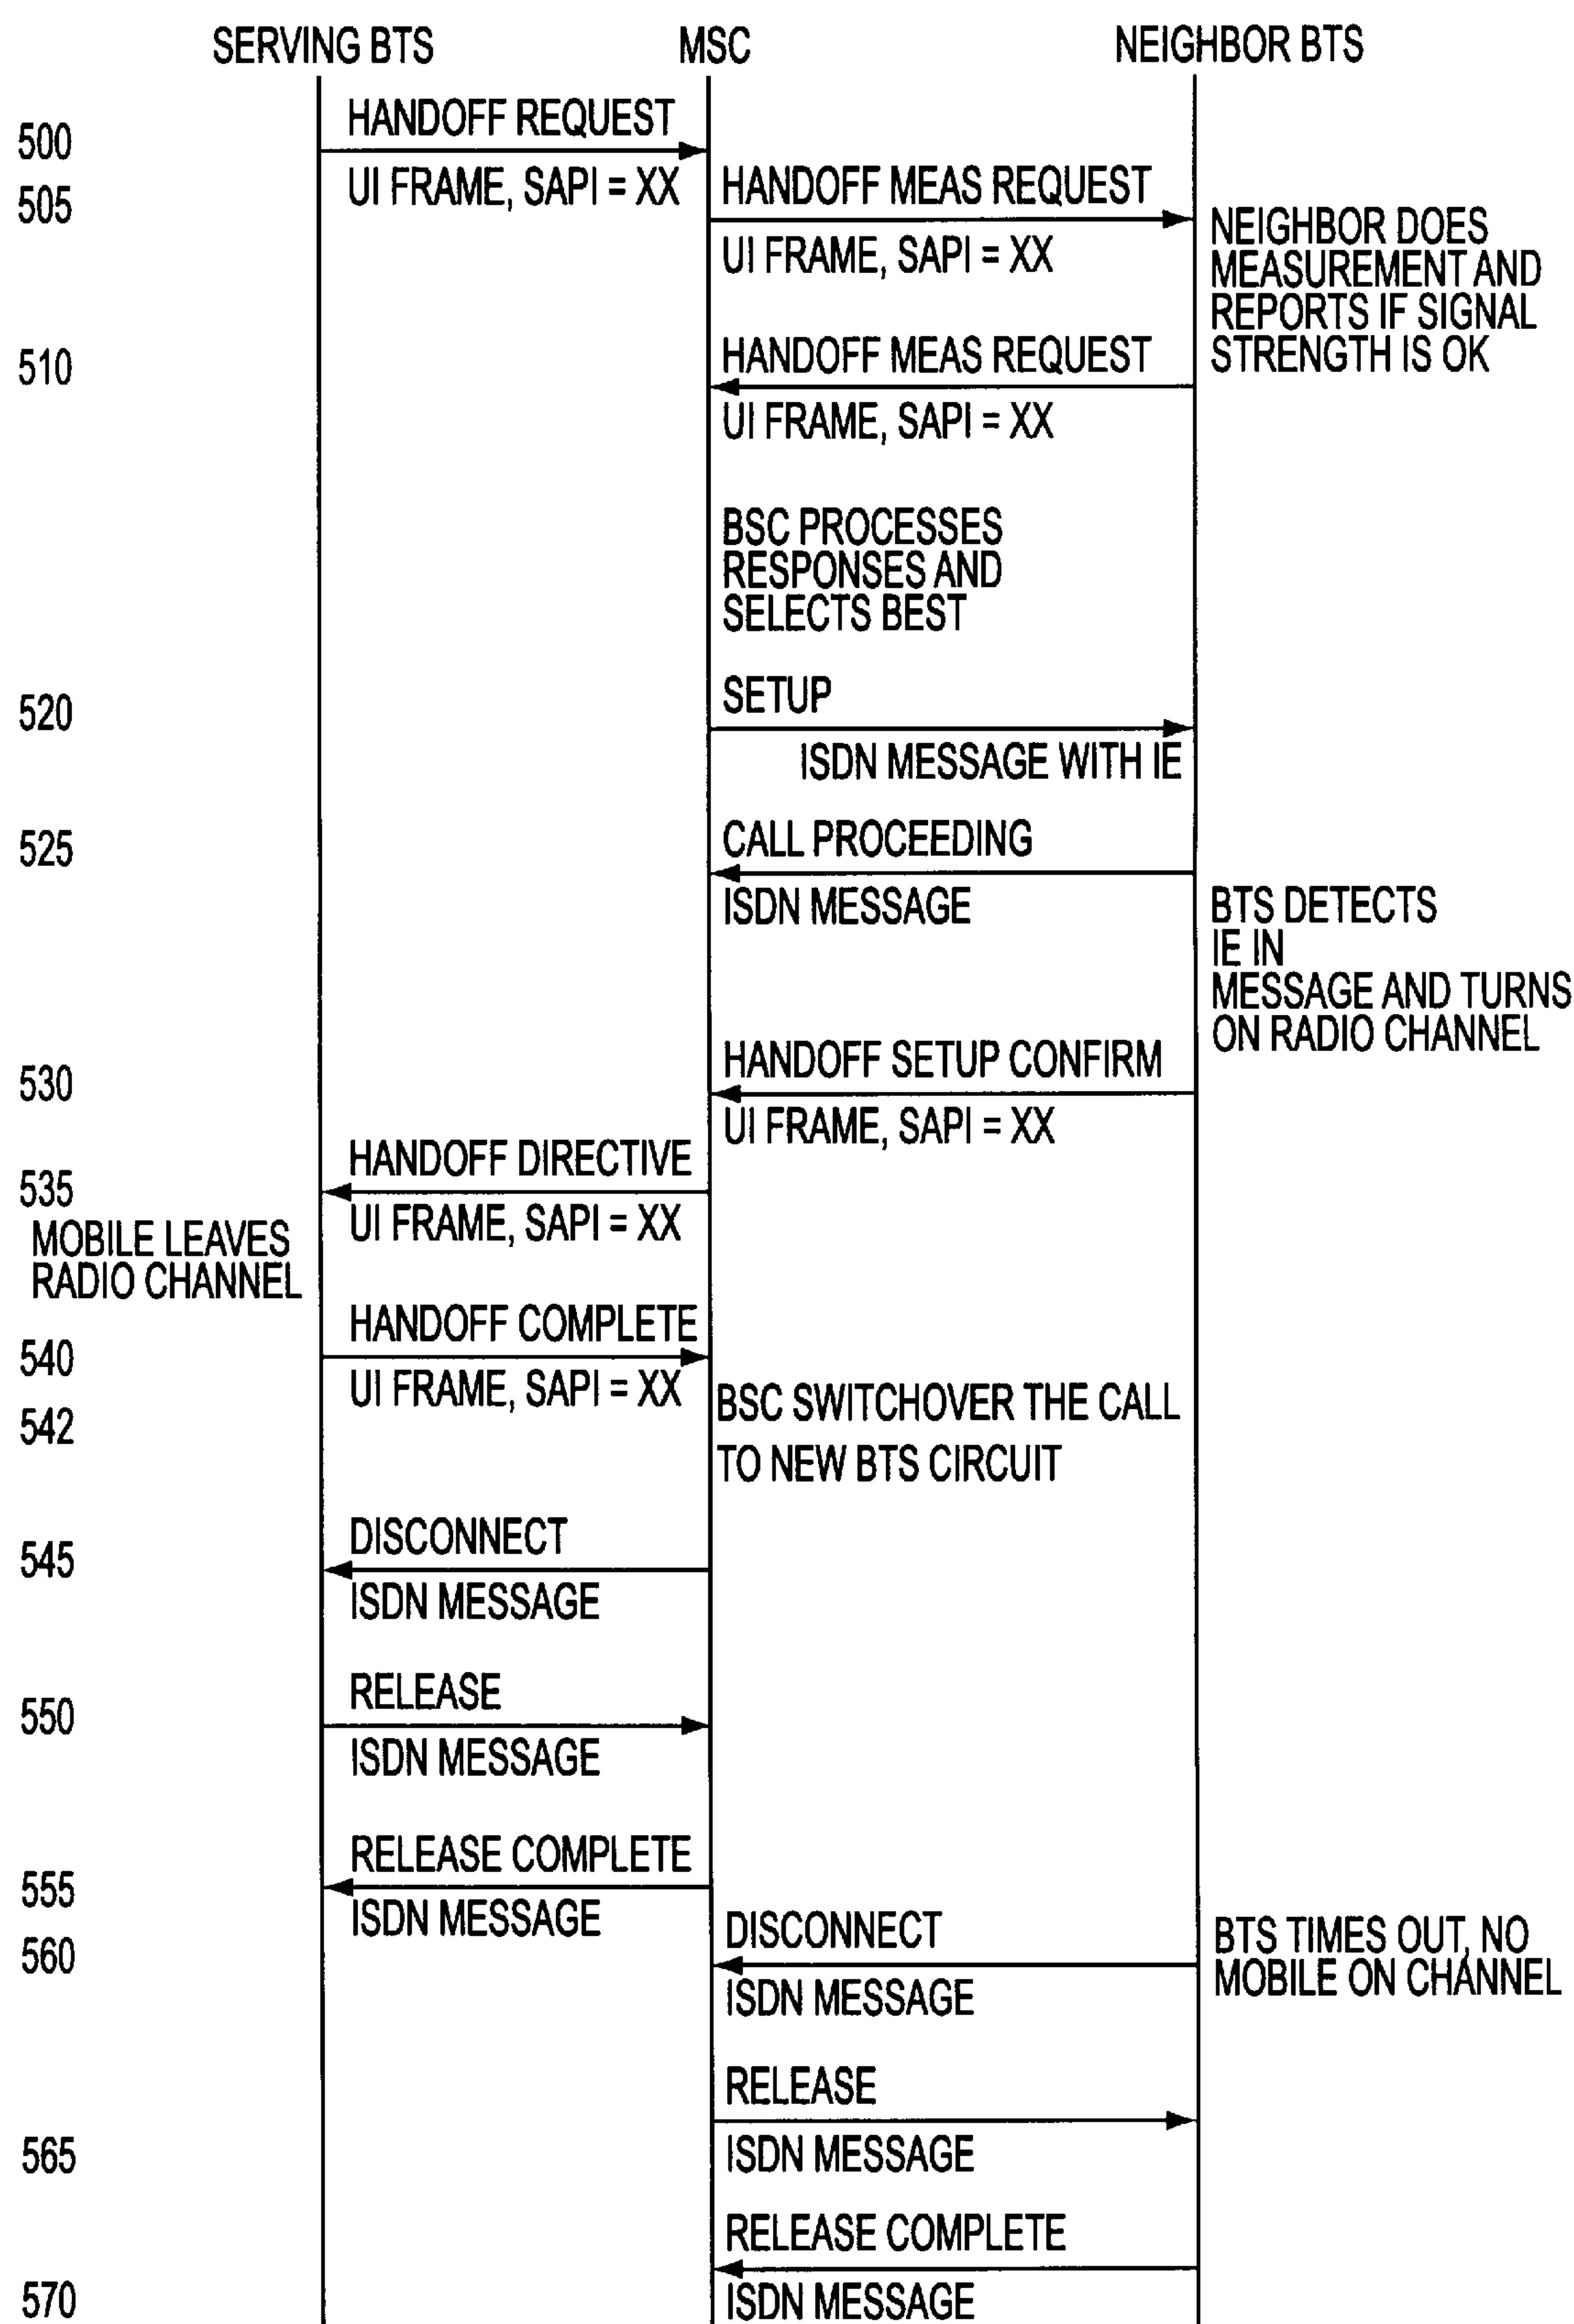 SERVING BTS MSC NEIGHBOR BTS
HANDOFF REQUEST
500
UI FRAME, SAPI = XX
HANDOFF MEAS REQUEST
505
UI FRAME, SAPI = XX
NEIGHBOR DOES
MEASUREMENT AND
REPORTS IF SIGNAL
STRENGTH IS OK
HANDOFF MEAS REQUEST
510
UI FRAME, SAPI = XX
BSC PROCESSES
RESPONSES AND
SELECTS BEST
SETUP
520
ISDN MESSAGE WITH IE
CALL PROCEEDING
525
ISDN MESSAGE
BTS DETECTS
IE IN
MESSAGE AND TURNS
ON RADIO CHANNEL
HANDOFF SETUP CONFIRM
530
UI FRAME, SAPI = XX
HANDOFF DIRECTIVE
535
UI FRAME, SAPI = XX
MOBILE LEAVES
RADIO CHANNEL
HANDOFF COMPLETE
540
UI FRAME, SAPI = XX
542
BSC SWITCHOVER THE CALL
TO NEW BTS CIRCUIT
DISCONNECT
545
ISDN MESSAGE
RELEASE
550
ISDN MESSAGE
RELEASE COMPLETE
555
ISDN MESSAGE
DISCONNECT
560
ISDN MESSAGE
BTS TIMES OUT, NO
MOBILE ON CHANNEL
RELEASE
565
ISDN MESSAGE
RELEASE COMPLETE
570
ISDN MESSAGE